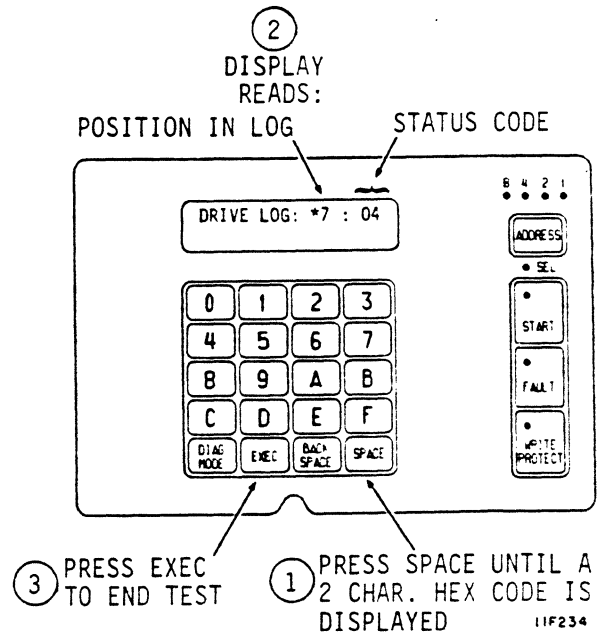 2
DISPLAY
READS:
POSITION IN LOG
STATUS CODE
8 4 2 1
DRIVE LOG: *7 : 04
ADDRESS
SEL
0 1 2 3
START
4 5 6 7
8 9 A B
FAULT
C D E F
DIAG
MODE
EXEC
BACK
SPACE
SPACE
WRITE
PROTECT
3 PRESS EXEC
TO END TEST
1 PRESS SPACE UNTIL A
2 CHAR. HEX CODE IS
DISPLAYED
11F234